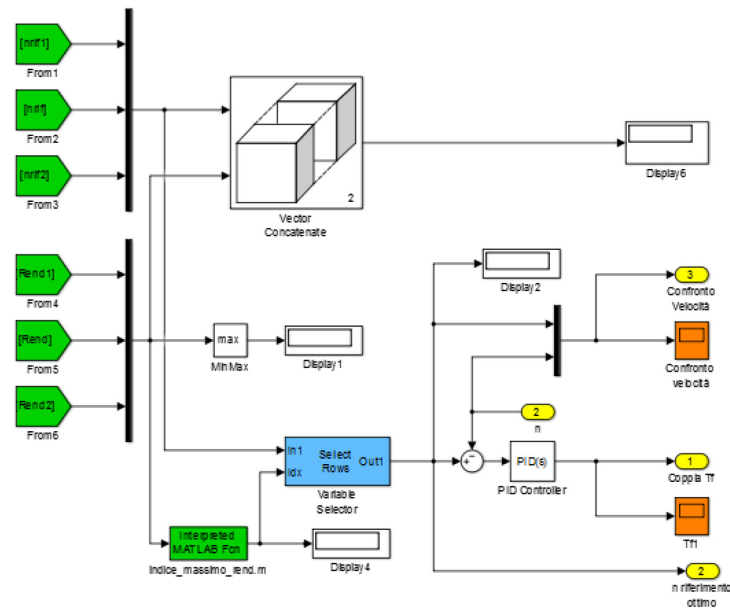 [nrif1]
From1
[nrif]
From2
[nrif2]
From3
2
Vector
Concatenate
Display6
[Rend1]
From4
[Rend]
From5
[Rend2]
From6
max
MinMax
Display1
Display2
3
Confronto
Velocità
Confronto
velocità
2
n
In1
Idx
Select
Rows
Out1
Variable
Selector
+
−
PID(s)
PID Controller
1
Coppia Tf
Tf1
Interpreted
MATLAB Fcn
indice_massimo_rend.m
Display4
2
n riferimento
ottimo